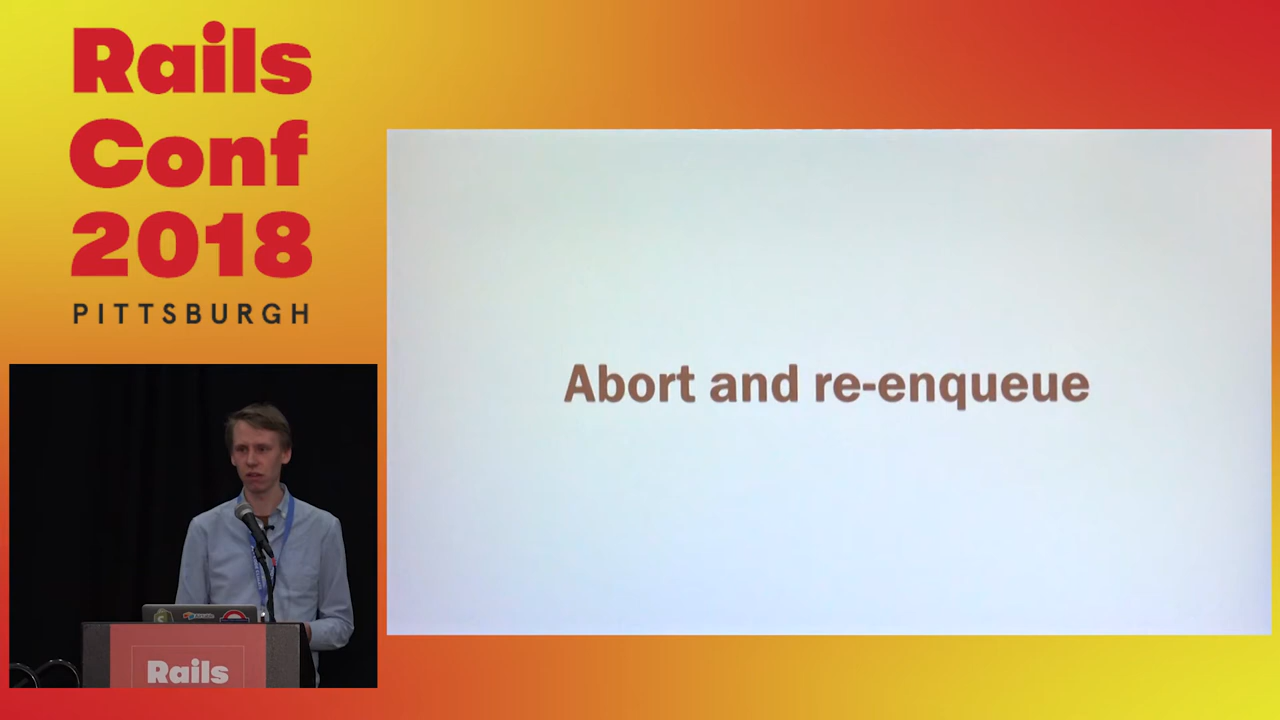 Rails
Conf
2018
PITTSBURGH
Abort and re-enqueue
Rails